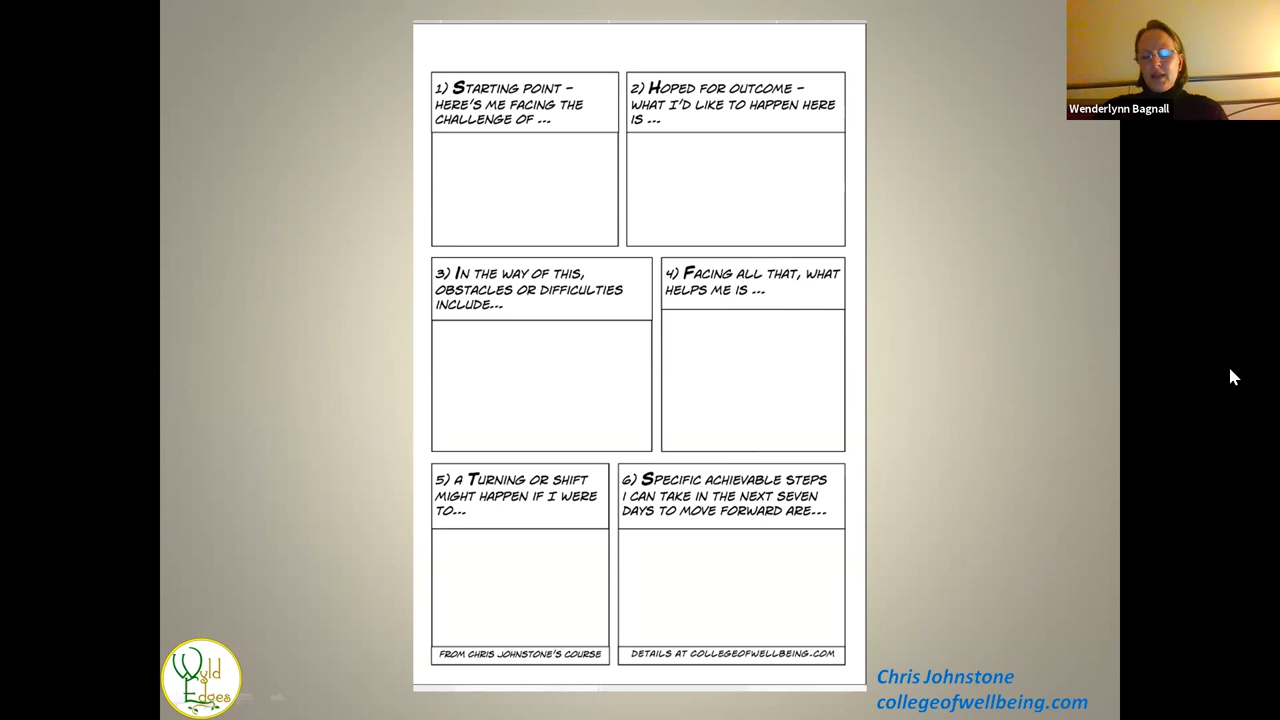 Wenderlynn Bagnall
1) STARTING POINT –
HERE'S ME FACING THE
CHALLENGE OF ...
2) HOPED FOR OUTCOME –
WHAT I'D LIKE TO HAPPEN HERE
IS ...
3) IN THE WAY OF THIS,
OBSTACLES OR DIFFICULTIES
INCLUDE...
4) FACING ALL THAT, WHAT
HELPS ME IS ...
5) A TURNING OR SHIFT
MIGHT HAPPEN IF I WERE
TO...
6) SPECIFIC ACHIEVABLE STEPS
I CAN TAKE IN THE NEXT SEVEN
DAYS TO MOVE FORWARD ARE...
FROM CHRIS JOHNSTONE'S COURSE
DETAILS AT COLLEGEOFWELLBEING.COM
Wyld
Edges
Chris Johnstone
collegeofwellbeing.com